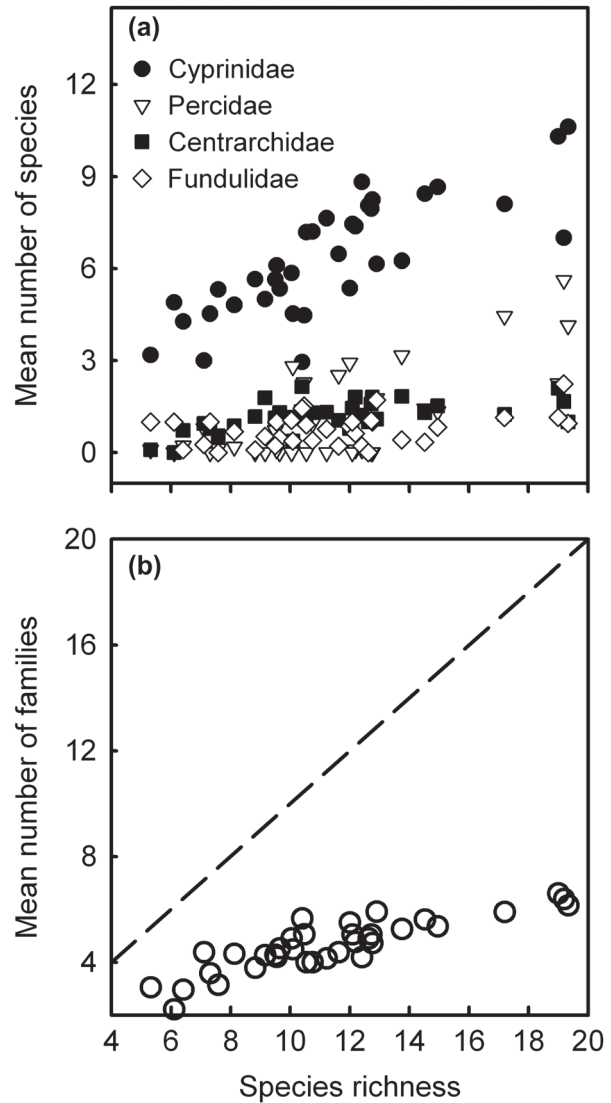 (a)
Cyprinidae
Percidae
Centrarchidae
Fundulidae
12
9
6
3
0
Mean number of species
(b)
20
16
12
8
4
Mean number of families
4 6 8 10 12 14 16 18 20
Species richness